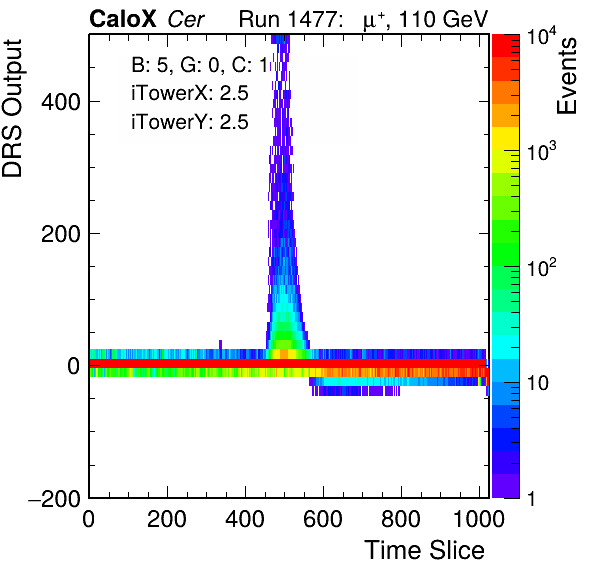 CaloX Cer Run 1477: μ⁺, 110 GeV
DRS Output
Events
B: 5, G: 0, C: 1
iTowerX: 2.5
iTowerY: 2.5
400
200
0
−200
0 200 400 600 800 1000
Time Slice
10⁴
10³
10²
10
1